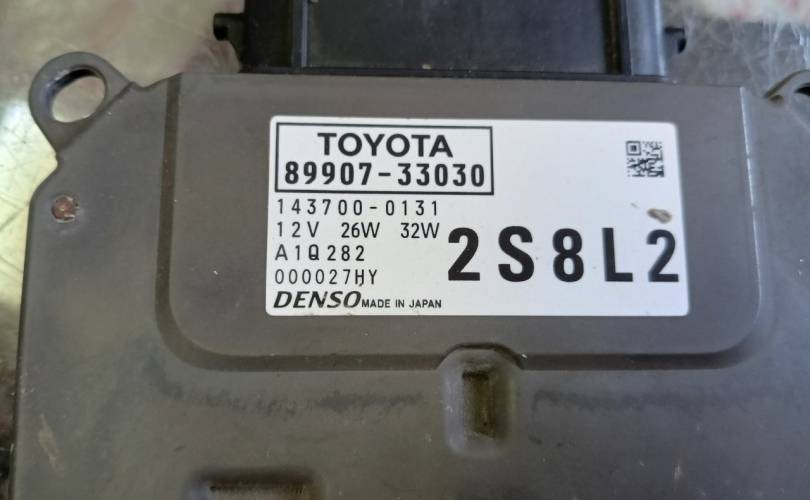 TOYOTA
89907-33030
143700-0131
12V 26W 32W
A1Q282
000027HY
2S8L2
DENSO MADE IN JAPAN